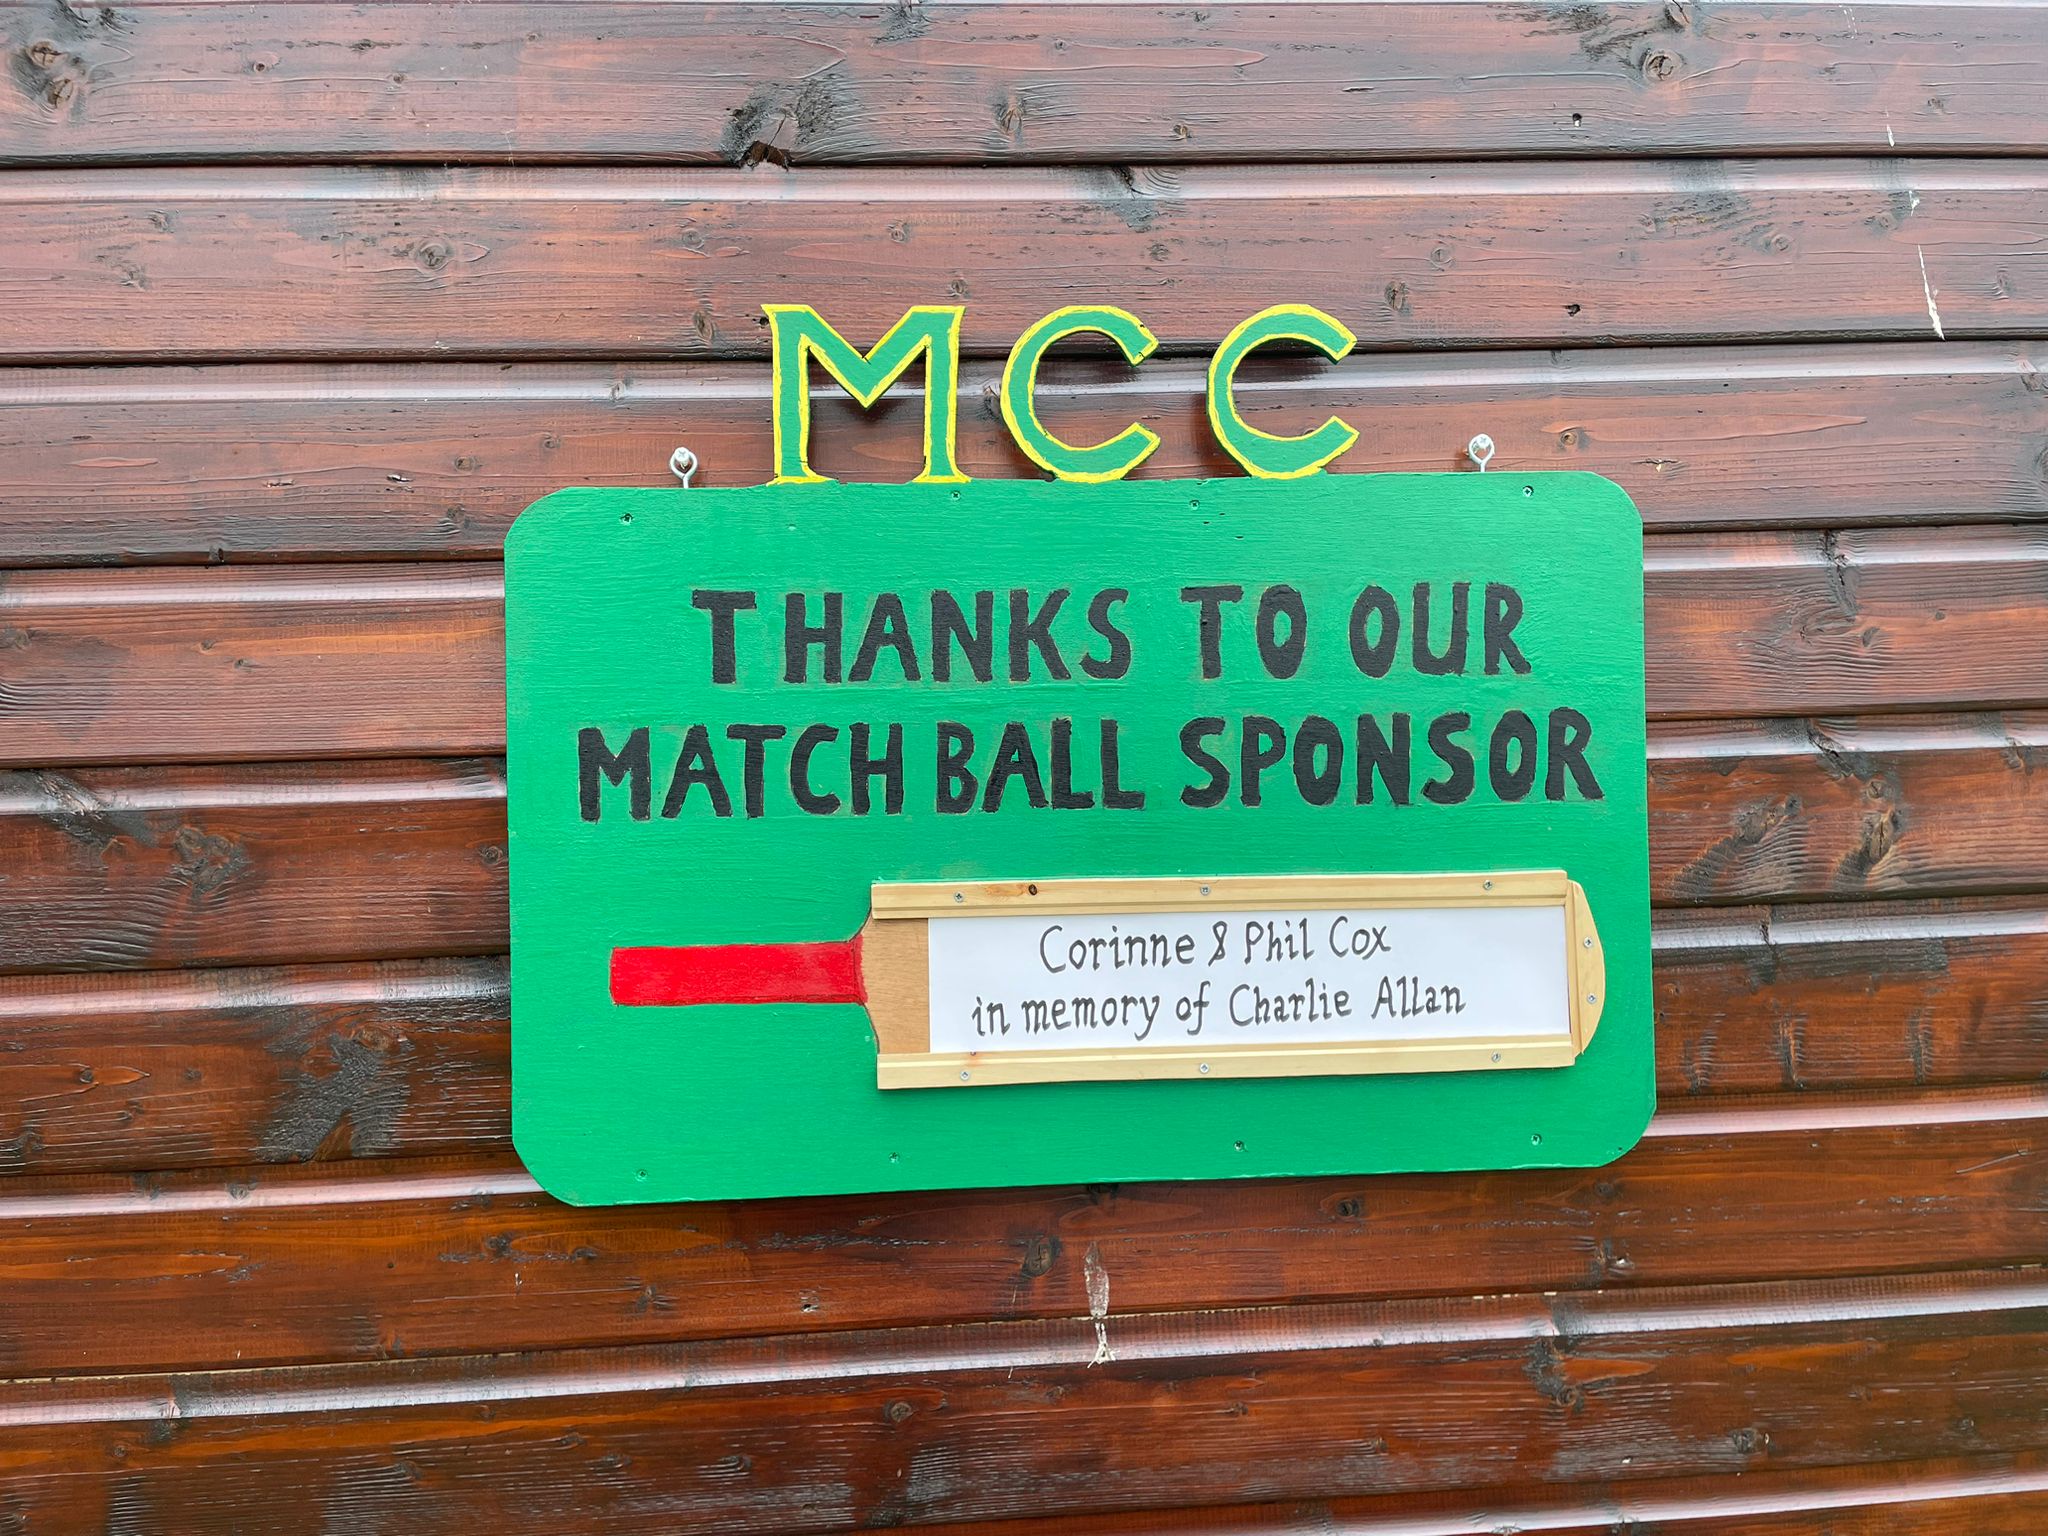 MCC
THANKS TO OUR
MATCH BALL SPONSOR
Corinne & Phil Cox
in memory of Charlie Allan